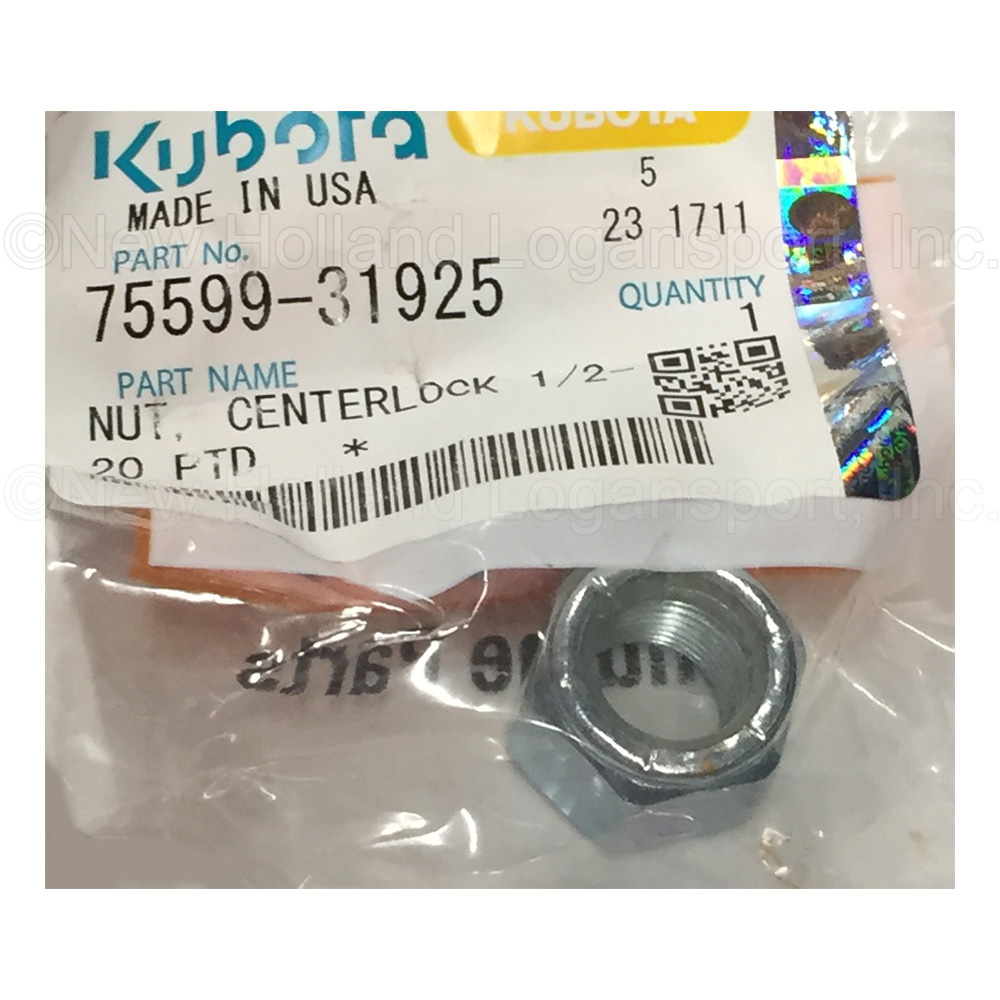 Kubota
KUBOTA
MADE IN USA
5
23 1711
PART No.
75599-31925
QUANTITY
1
PART NAME
NUT, CENTERLOCK 1/2-
20 PTD *
©New Holland Logansport, Inc.
©New Holland Logansport, Inc.
Parts